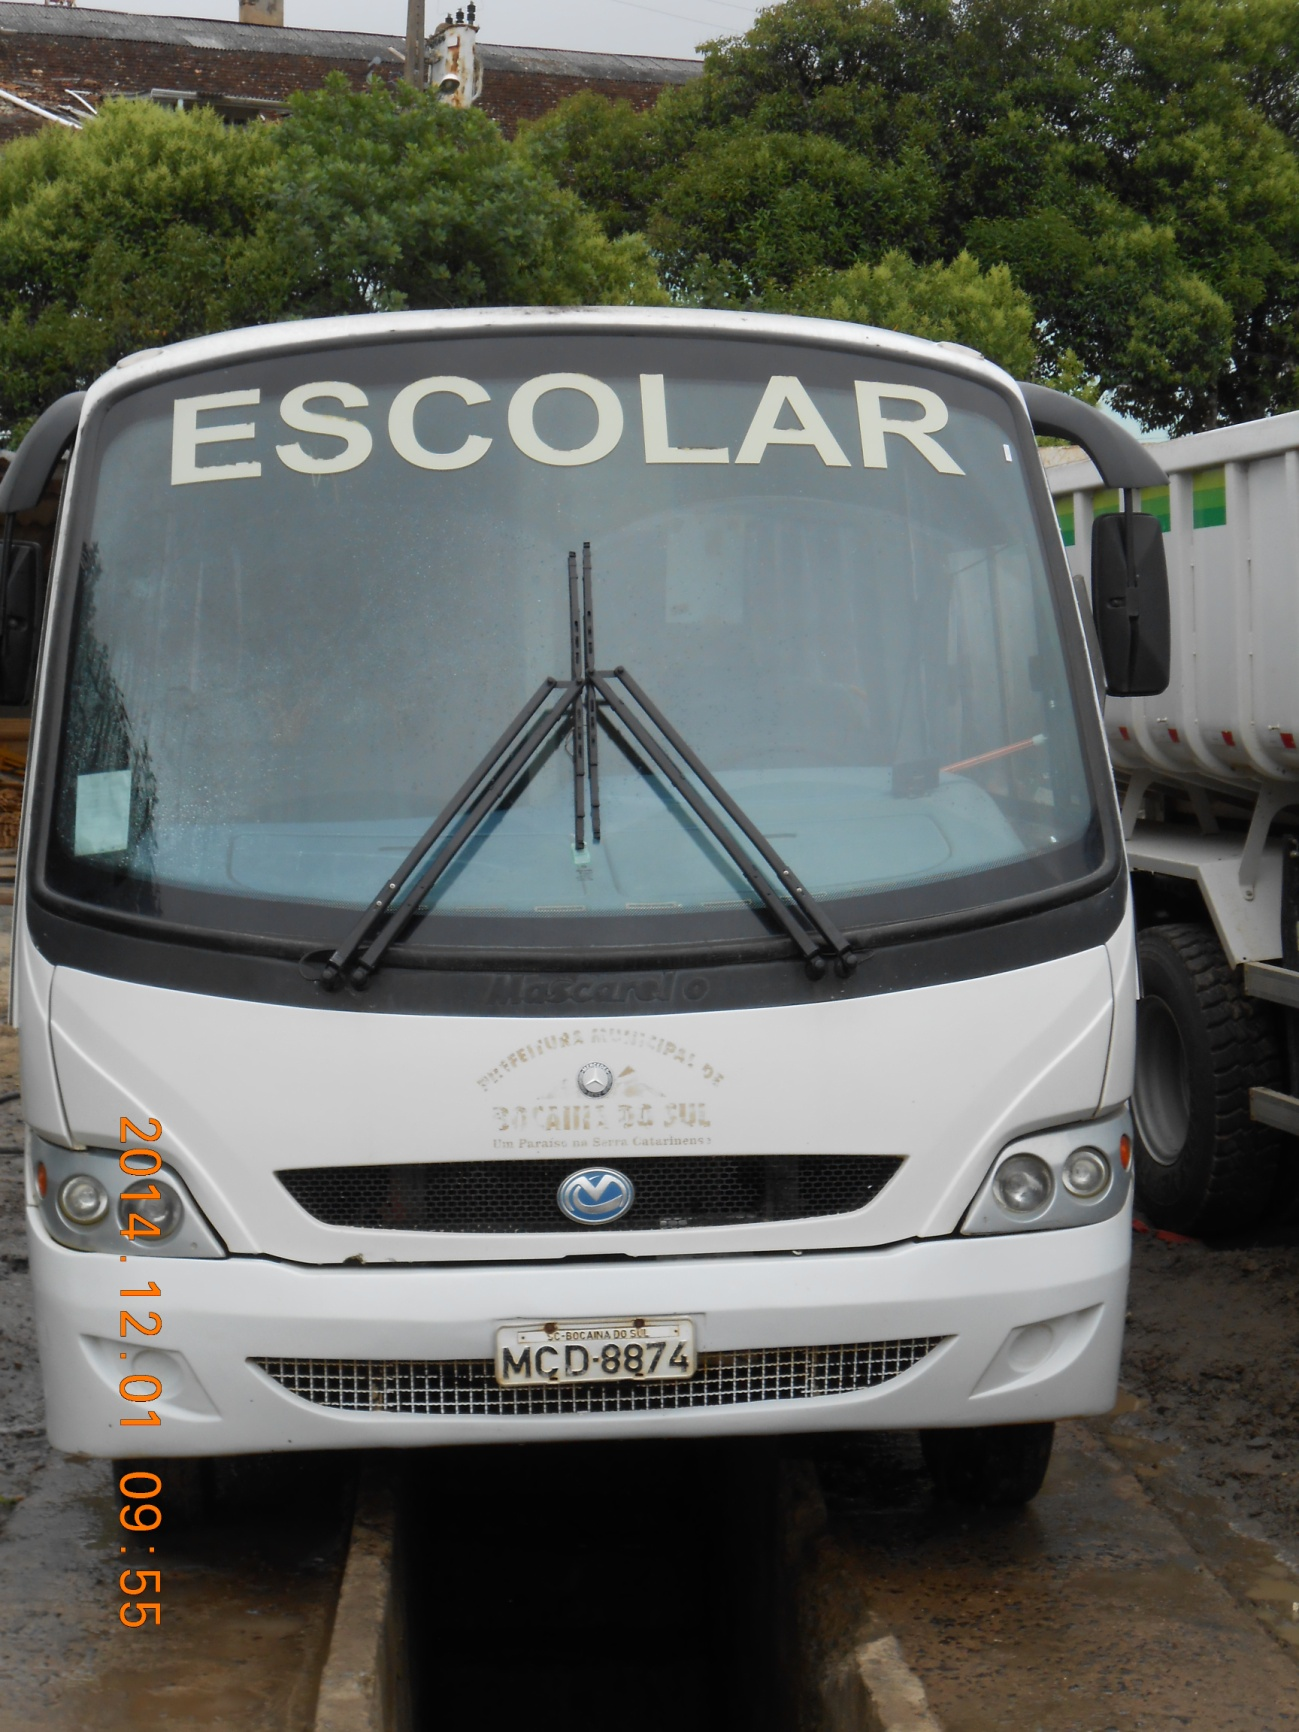 ESCOLAR
Mascarello
PREFEITURA MUNICIPAL DE
BOCAINA DO SUL
Um Paraíso na Serra Catarinense
SC-BOCAINA DO SUL
MCD-8874
2014.12.01 09:55